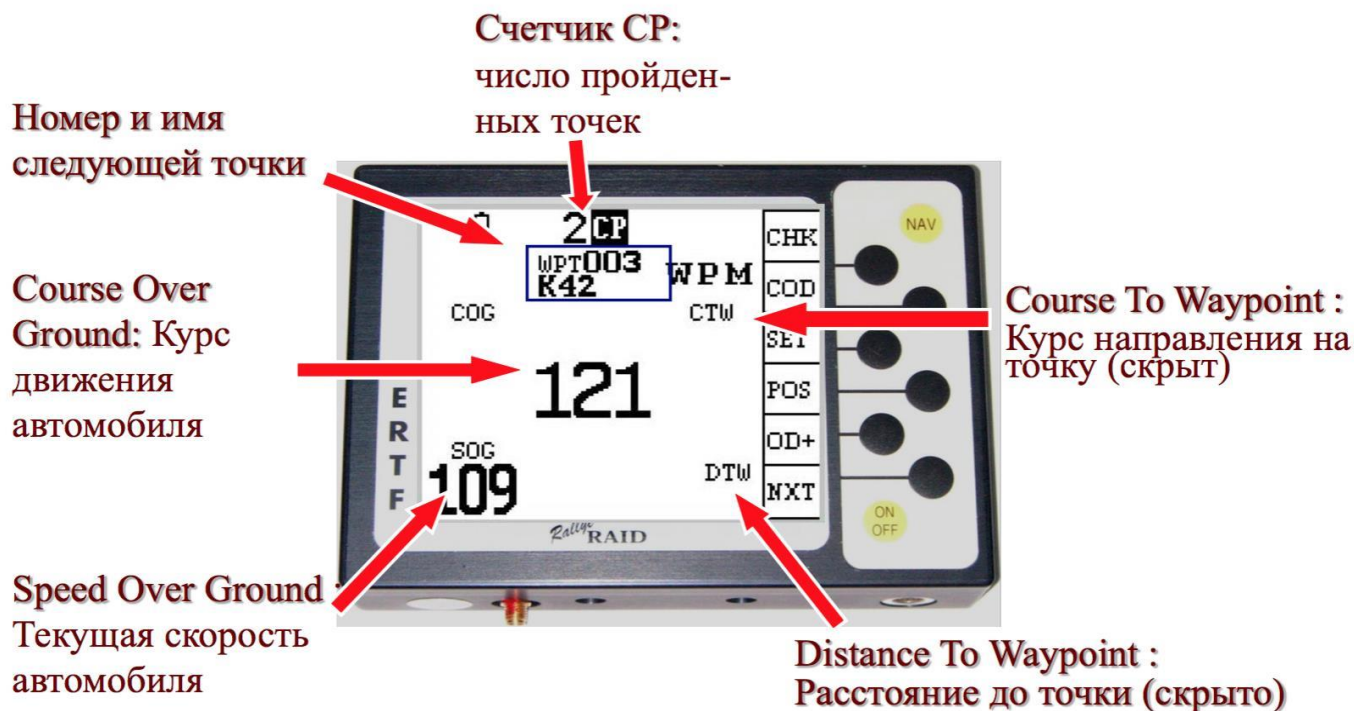 Счетчик CP:
число пройден-
ных точек
Номер и имя
следующей точки
Course Over
Ground: Курс
движения
автомобиля
Speed Over Ground :
Текущая скорость
автомобиля
2 CP
WPT003
K42
WPM
COG
CTW
121
SOG
109
DTW
CHK
COD
SET
POS
OD+
NXT
NAV
ON
OFF
ERTF
Rallye RAID
Course To Waypoint :
Курс направления на
точку (скрыт)
Distance To Waypoint :
Расстояние до точки (скрыто)